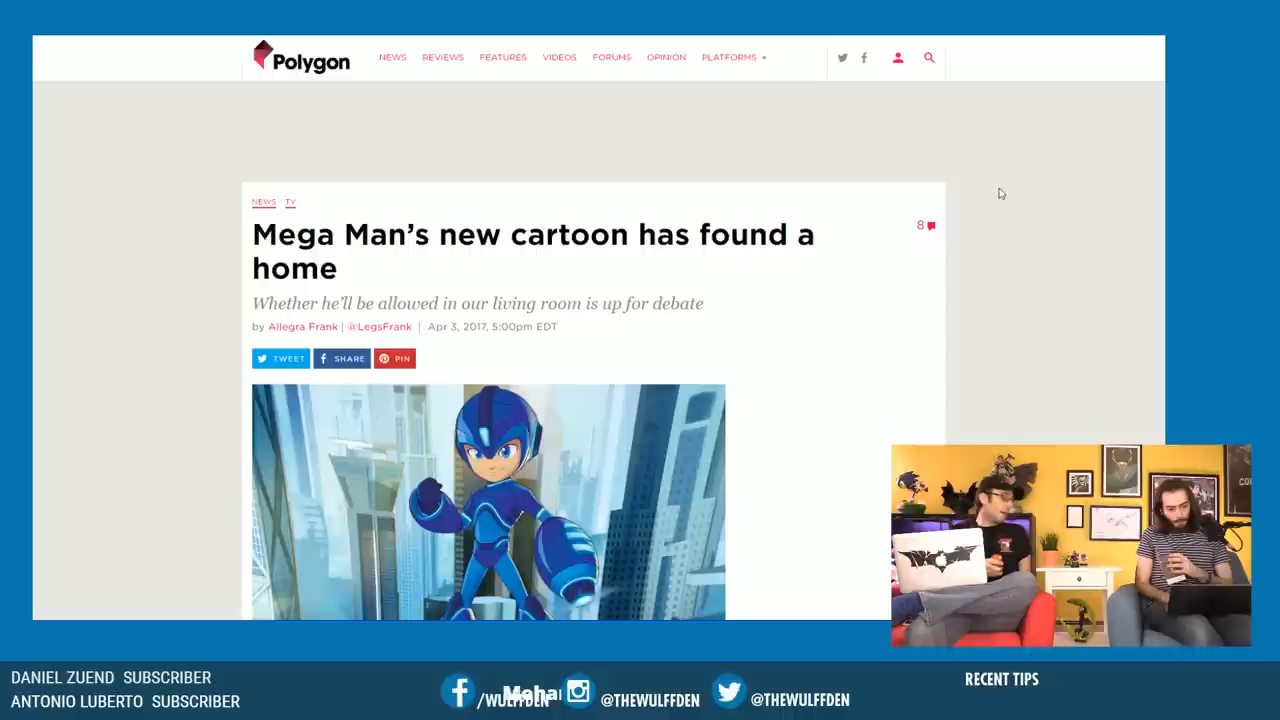 Polygon
NEWS REVIEWS FEATURES VIDEOS FORUMS OPINION PLATFORMS
NEWS TV
Mega Man's new cartoon has found a
home
8
Whether he'll be allowed in our living room is up for debate
by Allegra Frank | @LegsFrank | Apr 3, 2017, 5:00pm EDT
TWEET SHARE PIN
DANIEL ZUEND SUBSCRIBER
ANTONIO LUBERTO SUBSCRIBER
/WULFFDEN
@THEWULFFDEN
@THEWULFFDEN
RECENT TIPS